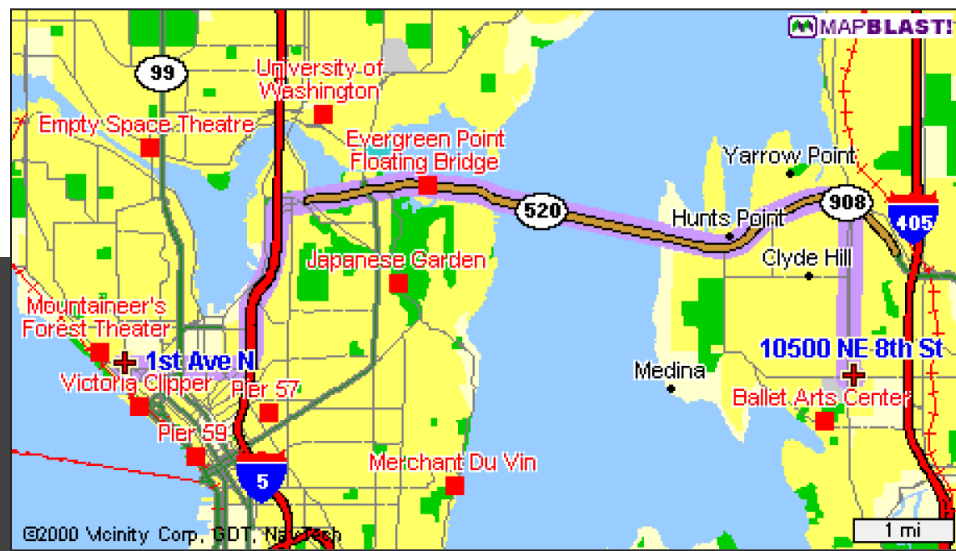 MAPBLAST!
99
University of
Washington
Empty Space Theatre
Evergreen Point
Floating Bridge
Yarrow Point
520
Hunts Point
908
405
Japanese Garden
Clyde Hill
Mountaineer's
Forest Theater
1st Ave N
10500 NE 8th St
Victoria Clipper
Pier 57
Medina
Ballet Arts Center
Pier 59
Merchant Du Vin
5
©2000 Vicinity Corp, GDT, NavTech
1 mi